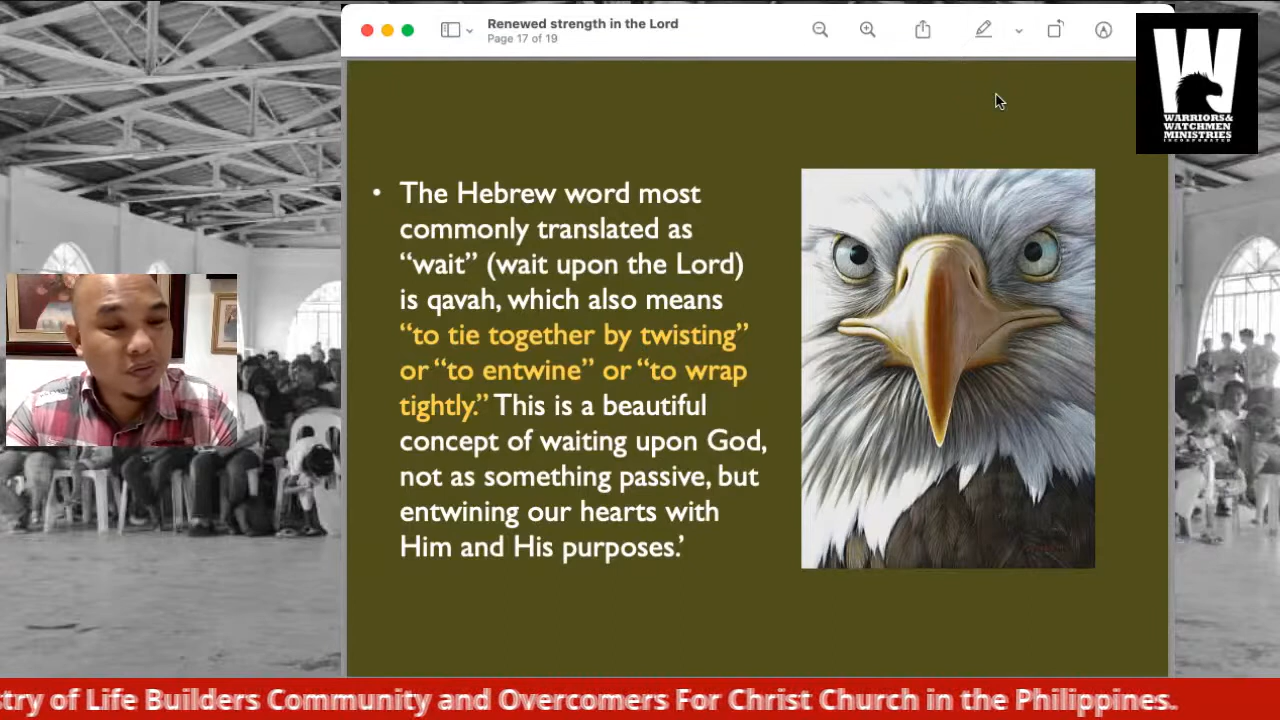 Renewed strength in the Lord
Page 17 of 19
W
WARRIORS&
WATCHMEN
MINISTRIES
INCORPORATED
• The Hebrew word most
commonly translated as
“wait” (wait upon the Lord)
is qavah, which also means
“to tie together by twisting”
or “to entwine” or “to wrap
tightly.” This is a beautiful
concept of waiting upon God,
not as something passive, but
entwining our hearts with
Him and His purposes.’
stry of Life Builders Community and Overcomers For Christ Church in the Philippines.